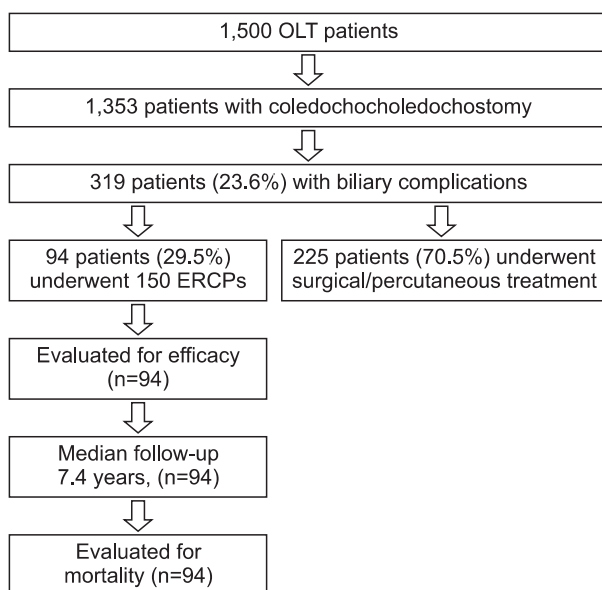 1,500 OLT patients
1,353 patients with coledochocholedochostomy
319 patients (23.6%) with biliary complications
94 patients (29.5%)
underwent 150 ERCPs
225 patients (70.5%) underwent
surgical/percutaneous treatment
Evaluated for efficacy
(n=94)
Median follow-up
7.4 years, (n=94)
Evaluated for
mortality (n=94)